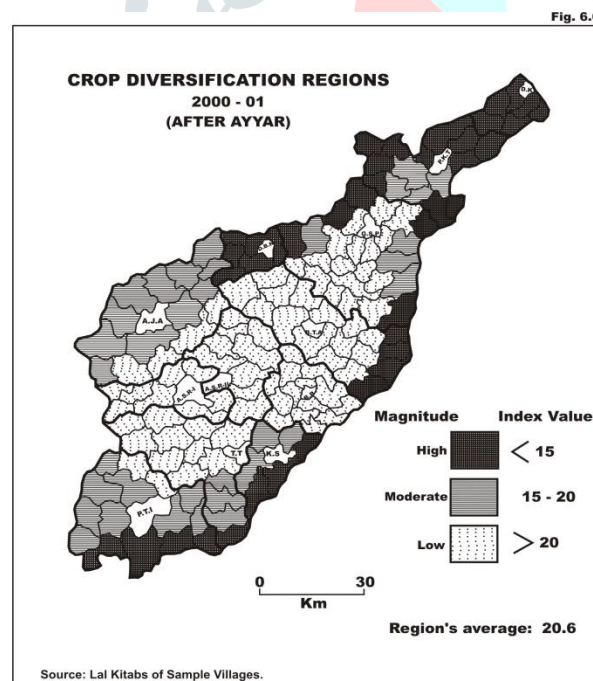 Fig. 6.
CROP DIVERSIFICATION REGIONS
2000 - 01
(AFTER AYYAR)
D.K
P.K.T
G.S.P
A.J.A
K.S
T.T
P.T.I
Magnitude Index Value
High < 15
Moderate 15 - 20
Low > 20
0 30
Km
Region's average: 20.6
Source: Lal Kitabs of Sample Villages.